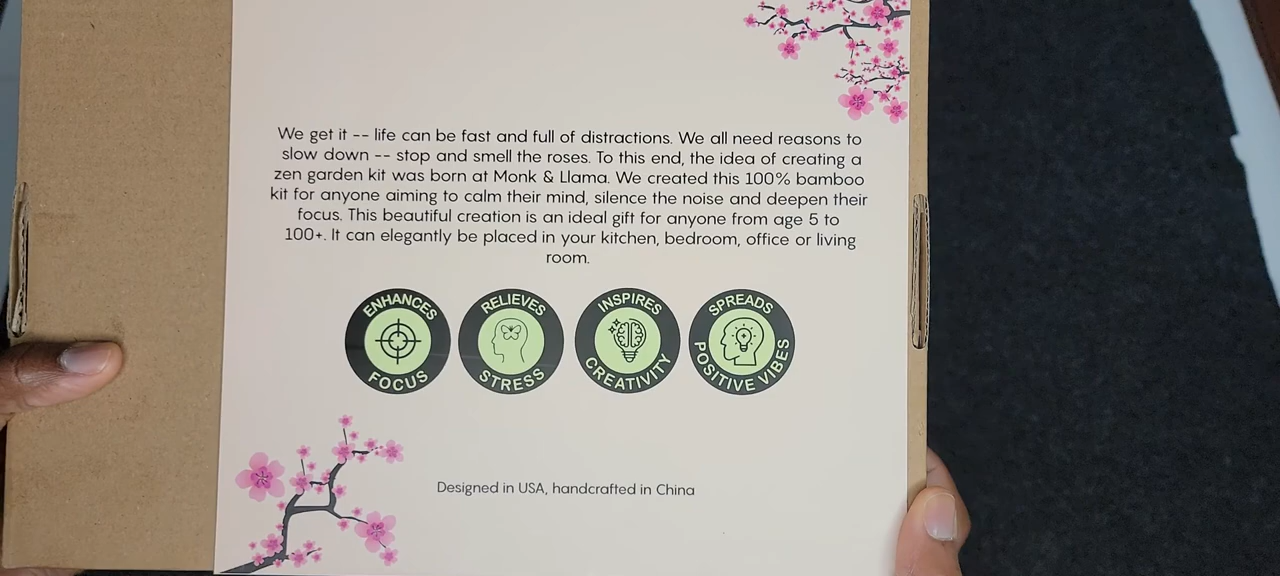 We get it -- life can be fast and full of distractions. We all need reasons to
slow down -- stop and smell the roses. To this end, the idea of creating a
zen garden kit was born at Monk & Llama. We created this 100% bamboo
kit for anyone aiming to calm their mind, silence the noise and deepen their
focus. This beautiful creation is an ideal gift for anyone from age 5 to
100+. It can elegantly be placed in your kitchen, bedroom, office or living
room.
ENHANCES
FOCUS
RELIEVES
STRESS
INSPIRES
CREATIVITY
SPREADS
POSITIVE VIBES
Designed in USA, handcrafted in China